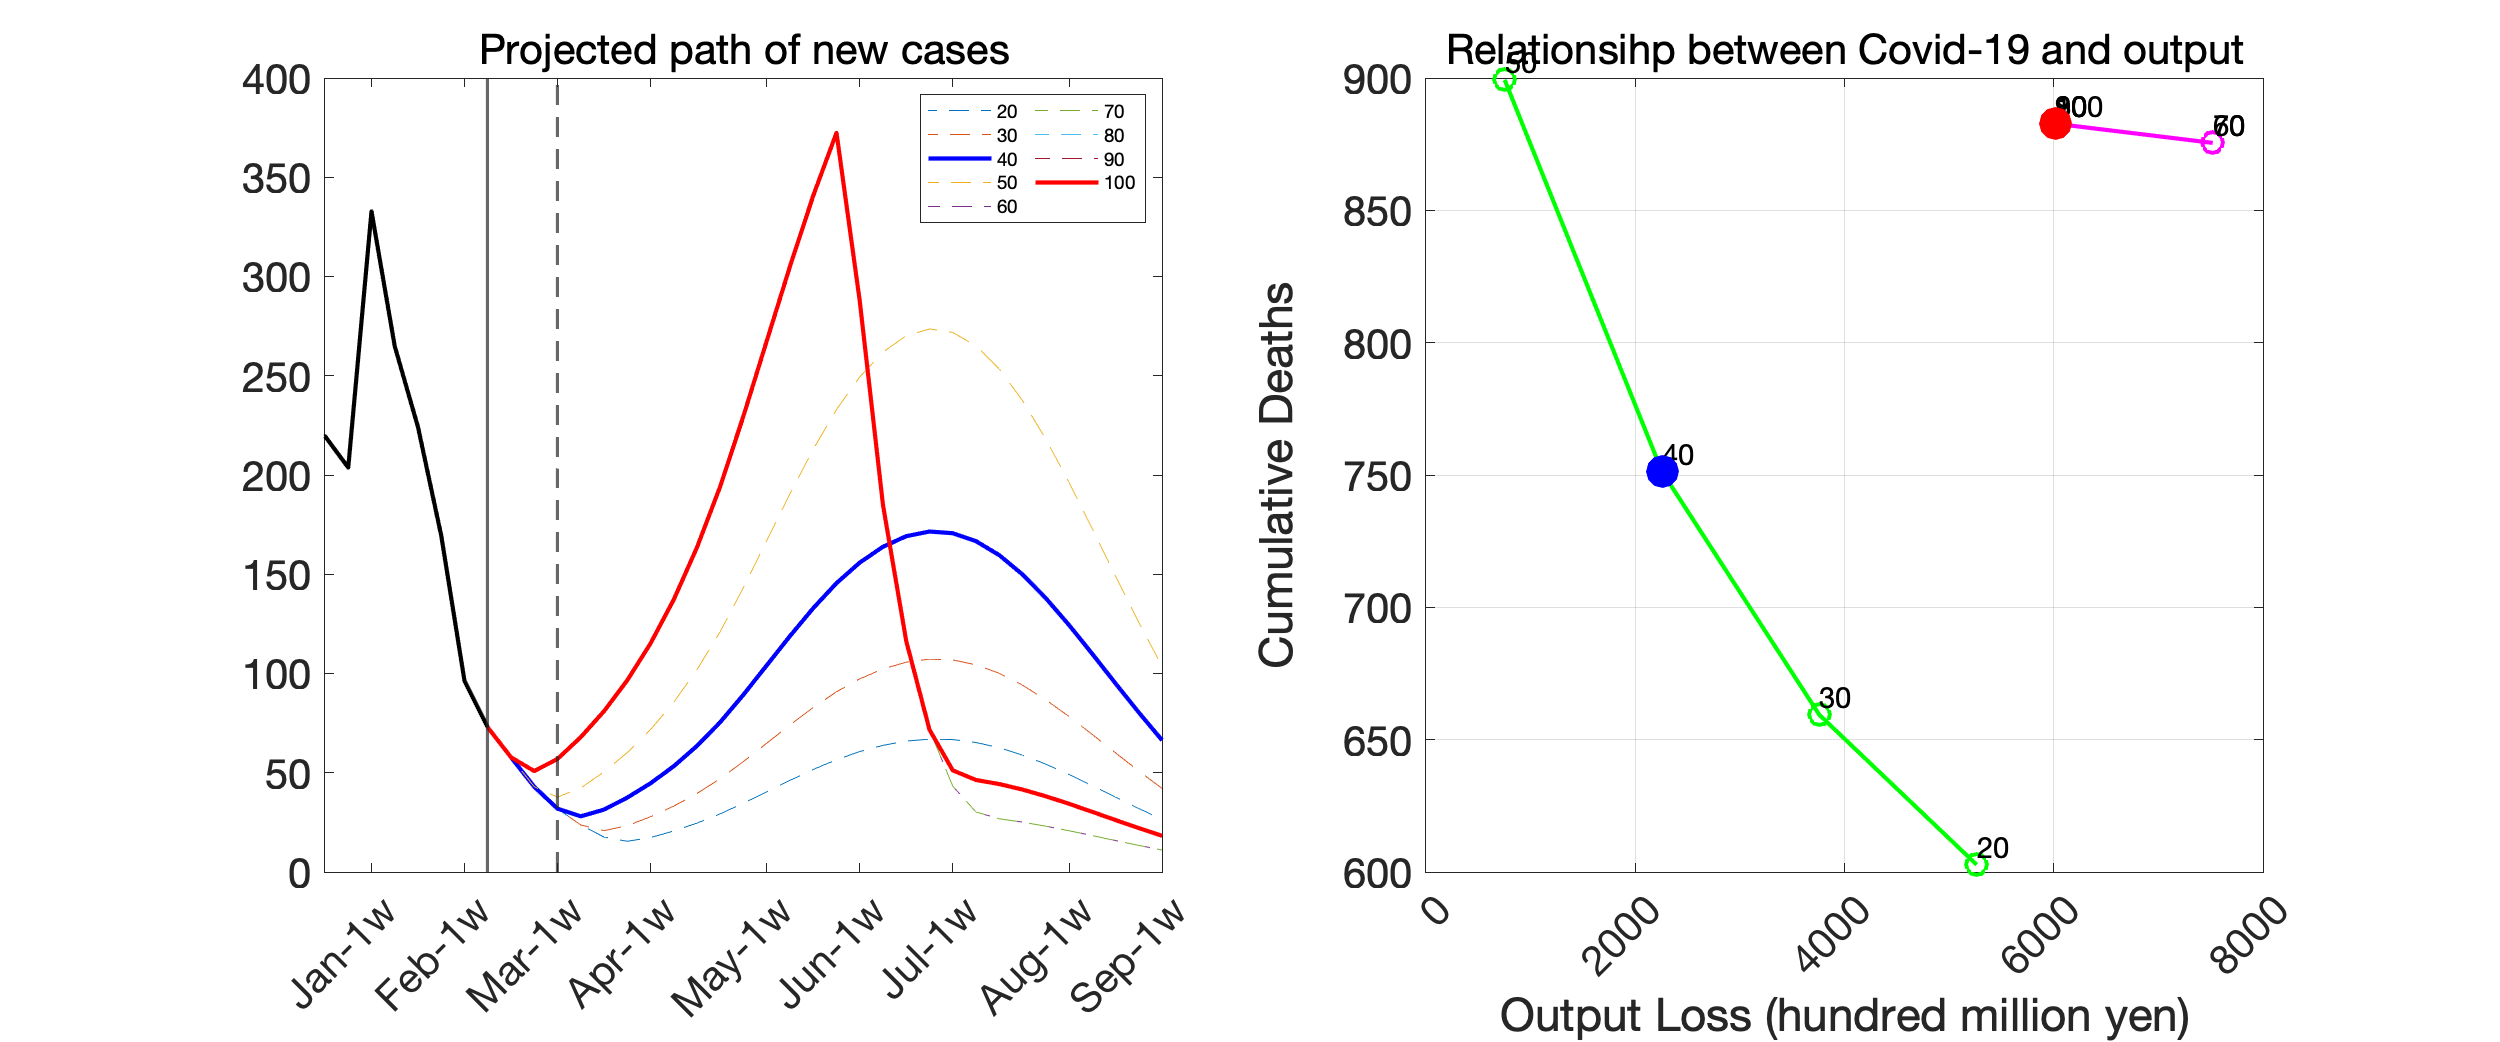 Projected path of new cases
400
350
300
250
200
150
100
50
0
20
30
40
50
60
70
80
90
100
Jan-1w
Feb-1w
Mar-1w
Apr-1w
May-1w
Jun-1w
Jul-1w
Aug-1w
Sep-1w
Relationsihp between Covid-19 and output
Cumulative Deaths
900
850
800
750
700
650
600
50
40
30
20
0
2000
4000
6000
8000
Output Loss (hundred million yen)